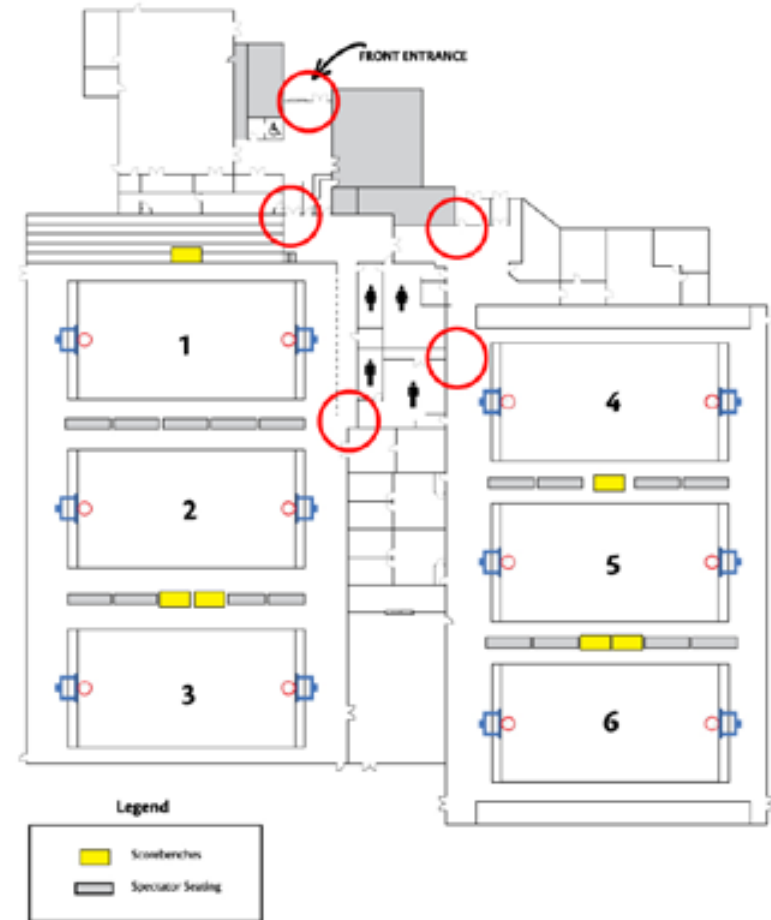 FRONT ENTRANCE
1
2
3
4
5
6
Legend
Scorebenches
Spectator Seating